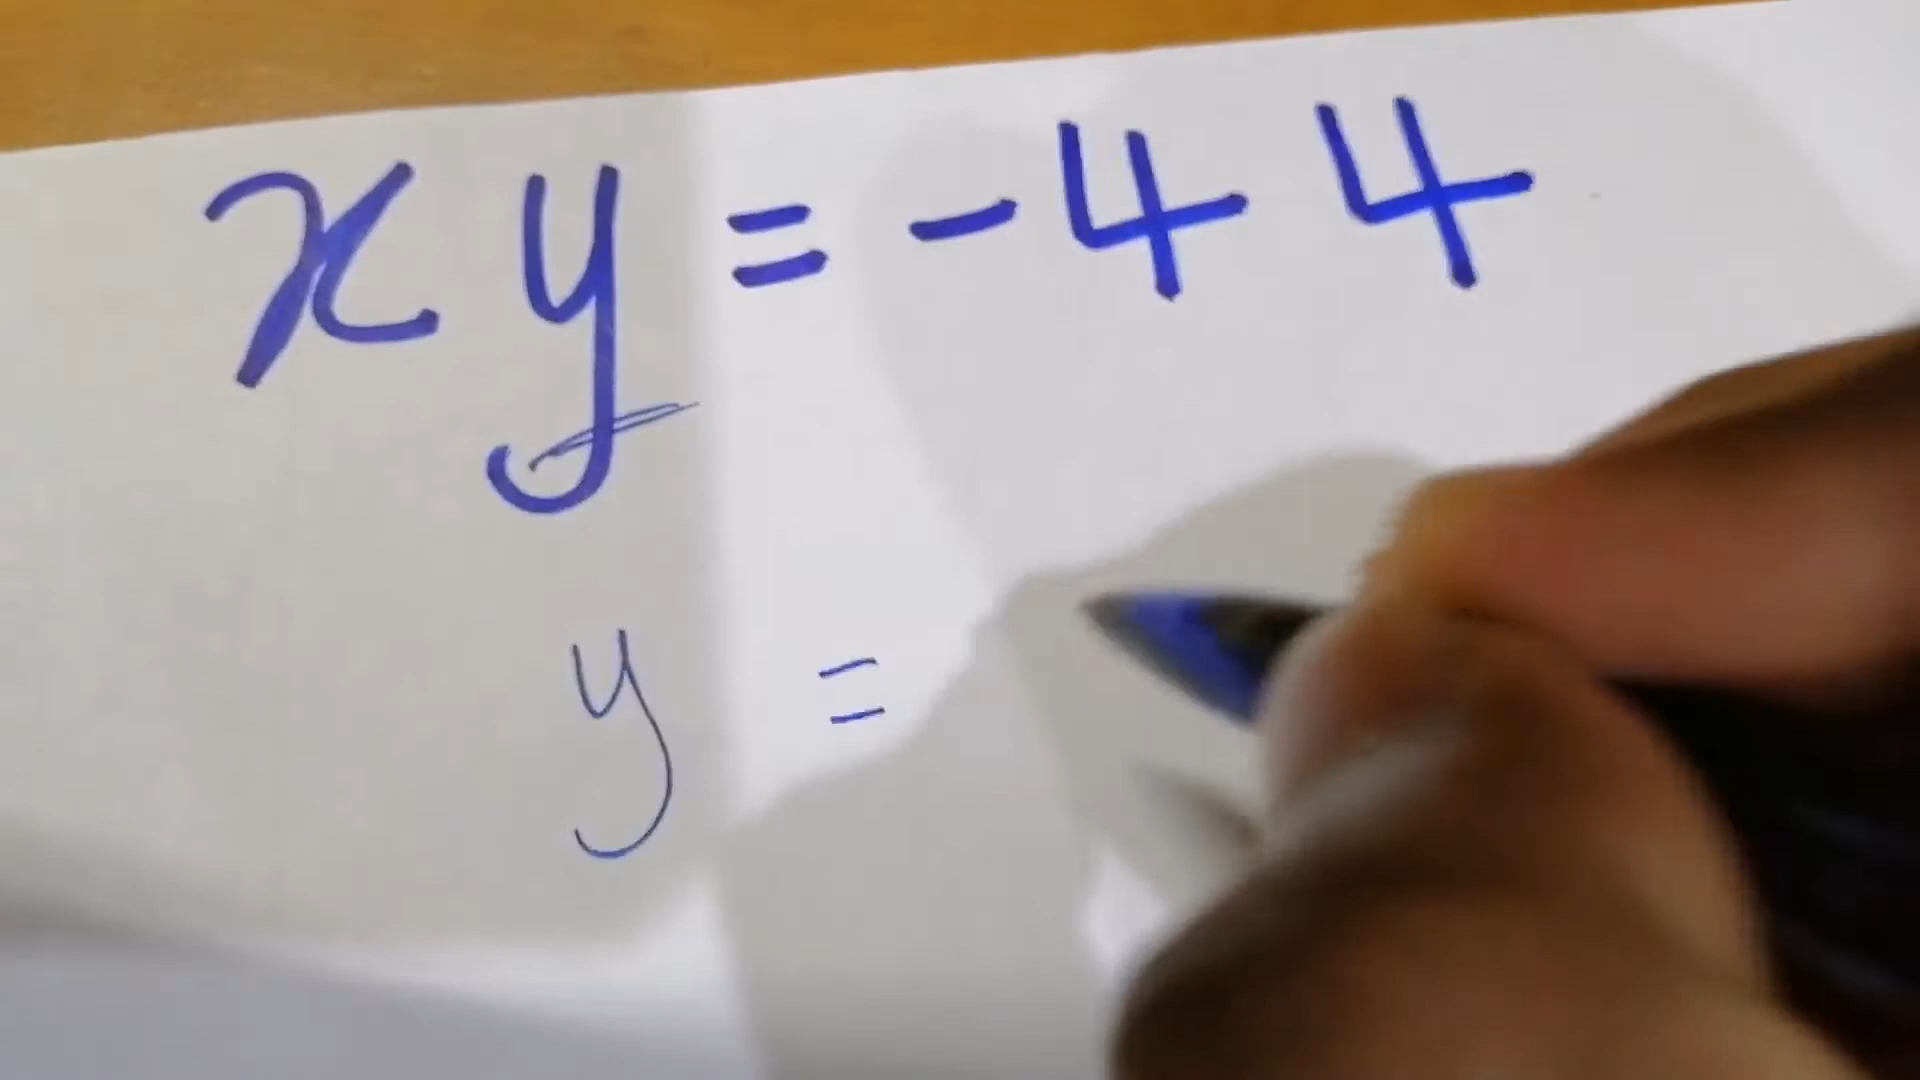 xy = -44
y =